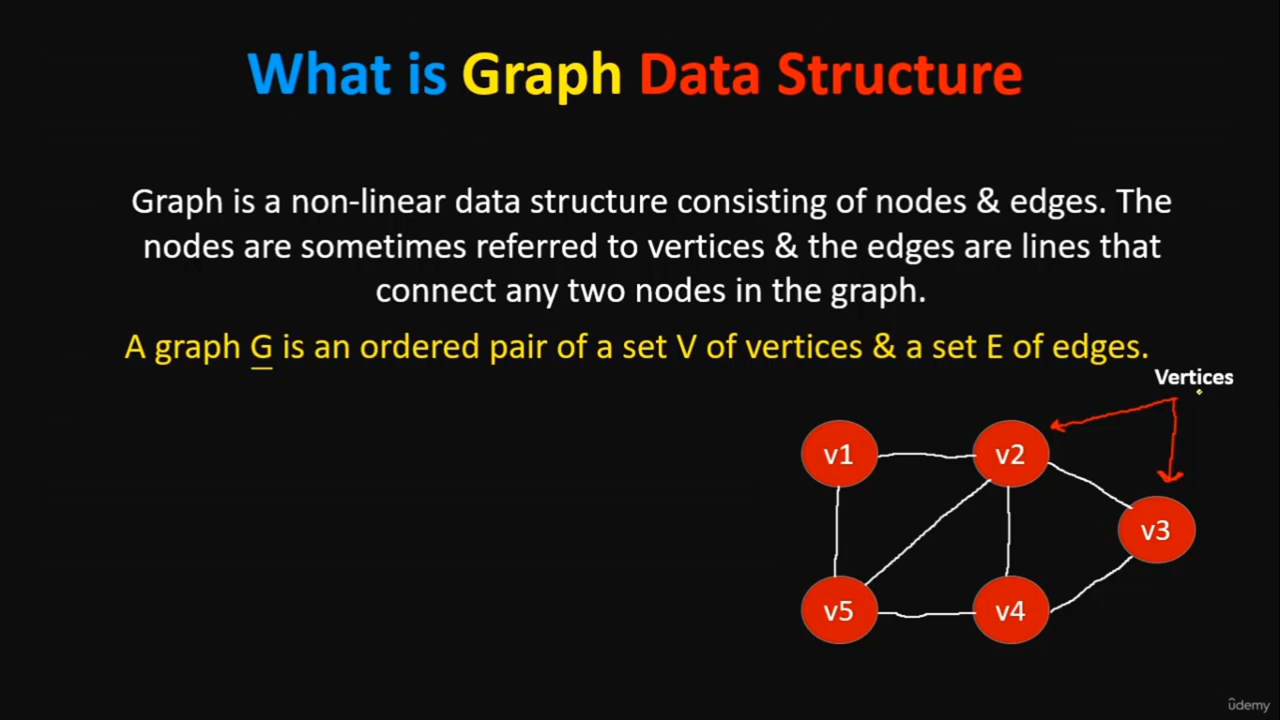 What is Graph Data Structure
Graph is a non-linear data structure consisting of nodes & edges. The
nodes are sometimes referred to vertices & the edges are lines that
connect any two nodes in the graph.
A graph G is an ordered pair of a set V of vertices & a set E of edges.
Vertices
v1
v2
v3
v5
v4
ûdemy